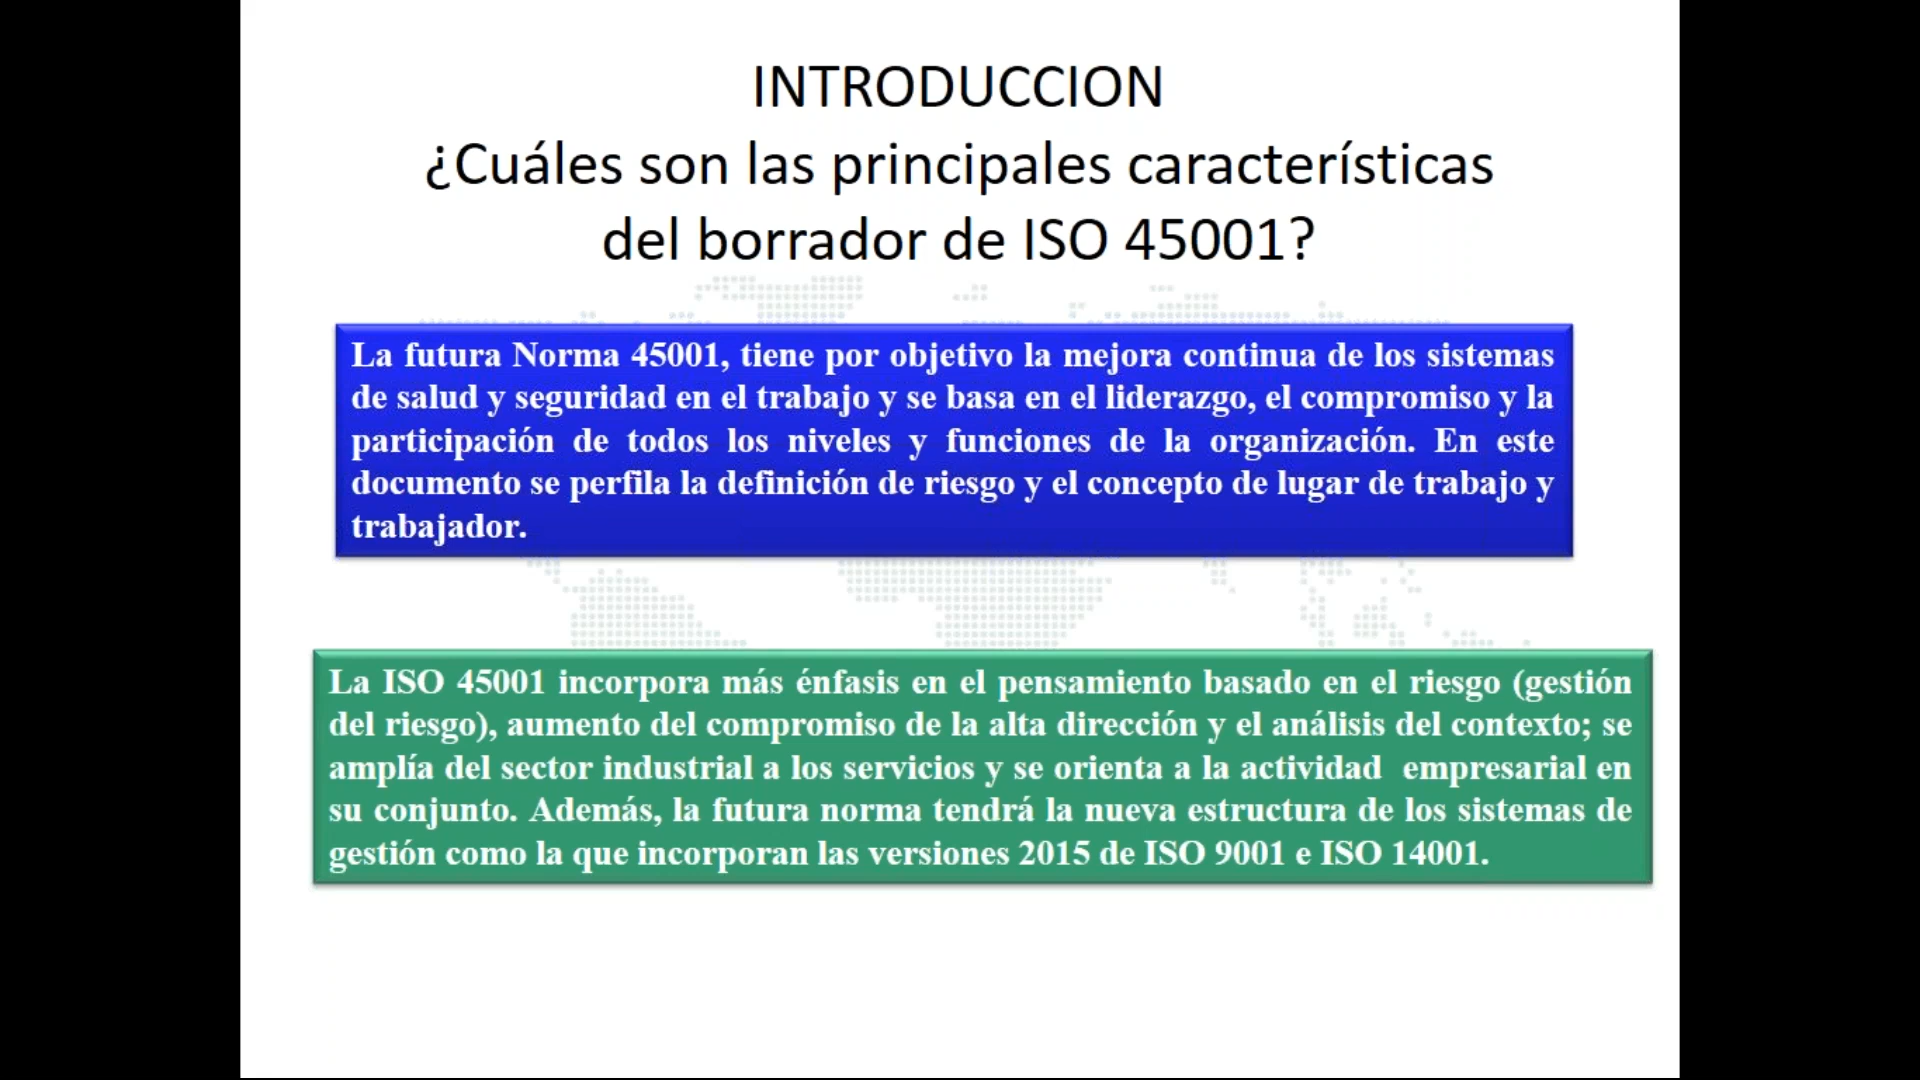 INTRODUCCION
¿Cuáles son las principales características
del borrador de ISO 45001?
La futura Norma 45001, tiene por objetivo la mejora continua de los sistemas
de salud y seguridad en el trabajo y se basa en el liderazgo, el compromiso y la
participación de todos los niveles y funciones de la organización. En este
documento se perfila la definición de riesgo y el concepto de lugar de trabajo y
trabajador.
La ISO 45001 incorpora más énfasis en el pensamiento basado en el riesgo (gestión
del riesgo), aumento del compromiso de la alta dirección y el análisis del contexto; se
amplía del sector industrial a los servicios y se orienta a la actividad  empresarial en
su conjunto. Además, la futura norma tendrá la nueva estructura de los sistemas de
gestión como la que incorporan las versiones 2015 de ISO 9001 e ISO 14001.